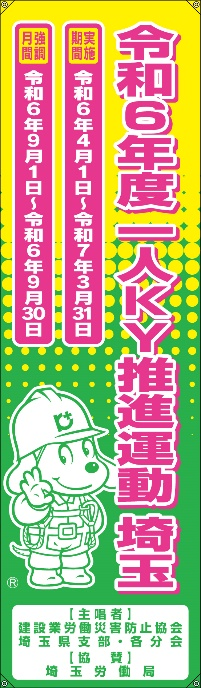 令和６年度 一人ＫＹ推進運動 埼玉
実施期間
令和６年４月１日～令和７年３月31日
強調月間
令和６年９月１日～令和６年９月30日
®
【主唱者】
建設業労働災害防止協会
埼玉県支部・各分会
【協 賛】
埼玉労働局